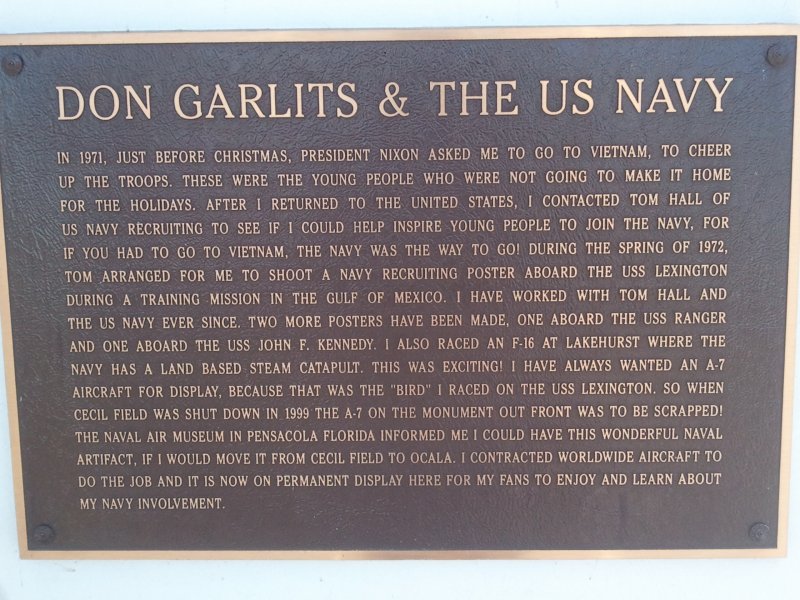 DON GARLITS & THE US NAVY
IN 1971, JUST BEFORE CHRISTMAS, PRESIDENT NIXON ASKED ME TO GO TO VIETNAM, TO CHEER
UP THE TROOPS. THESE WERE THE YOUNG PEOPLE WHO WERE NOT GOING TO MAKE IT HOME
FOR THE HOLIDAYS. AFTER I RETURNED TO THE UNITED STATES, I CONTACTED TOM HALL OF
US NAVY RECRUITING TO SEE IF I COULD HELP INSPIRE YOUNG PEOPLE TO JOIN THE NAVY, FOR
IF YOU HAD TO GO TO VIETNAM, THE NAVY WAS THE WAY TO GO! DURING THE SPRING OF 1972,
TOM ARRANGED FOR ME TO SHOOT A NAVY RECRUITING POSTER ABOARD THE USS LEXINGTON
DURING A TRAINING MISSION IN THE GULF OF MEXICO. I HAVE WORKED WITH TOM HALL AND
THE US NAVY EVER SINCE. TWO MORE POSTERS HAVE BEEN MADE, ONE ABOARD THE USS RANGER
AND ONE ABOARD THE USS JOHN F. KENNEDY. I ALSO RACED AN F-16 AT LAKEHURST WHERE THE
NAVY HAS A LAND BASED STEAM CATAPULT. THIS WAS EXCITING! I HAVE ALWAYS WANTED AN A-7
AIRCRAFT FOR DISPLAY, BECAUSE THAT WAS THE "BIRD" I RACED ON THE USS LEXINGTON. SO WHEN
CECIL FIELD WAS SHUT DOWN IN 1999 THE A-7 ON THE MONUMENT OUT FRONT WAS TO BE SCRAPPED!
THE NAVAL AIR MUSEUM IN PENSACOLA FLORIDA INFORMED ME I COULD HAVE THIS WONDERFUL NAVAL
ARTIFACT, IF I WOULD MOVE IT FROM CECIL FIELD TO OCALA. I CONTRACTED WORLDWIDE AIRCRAFT TO
DO THE JOB AND IT IS NOW ON PERMANENT DISPLAY HERE FOR MY FANS TO ENJOY AND LEARN ABOUT
MY NAVY INVOLVEMENT.